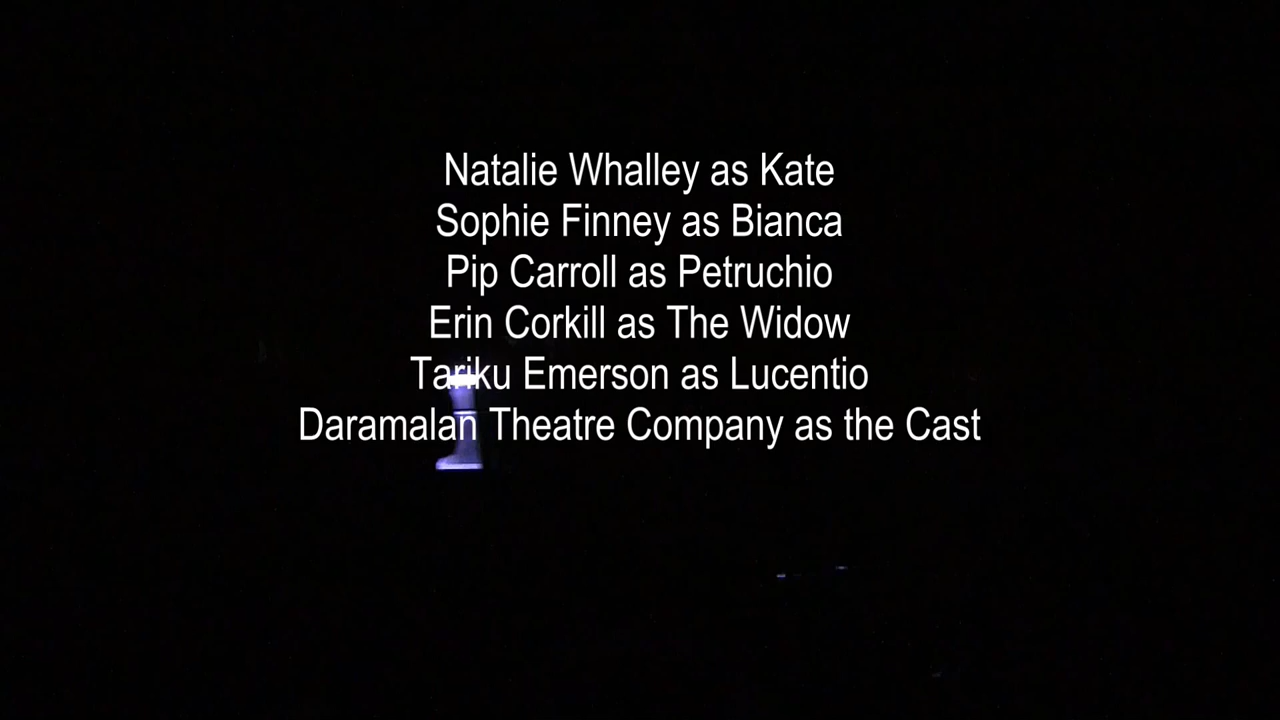 Natalie Whalley as Kate
Sophie Finney as Bianca
Pip Carroll as Petruchio
Erin Corkill as The Widow
Tariku Emerson as Lucentio
Daramalan Theatre Company as the Cast